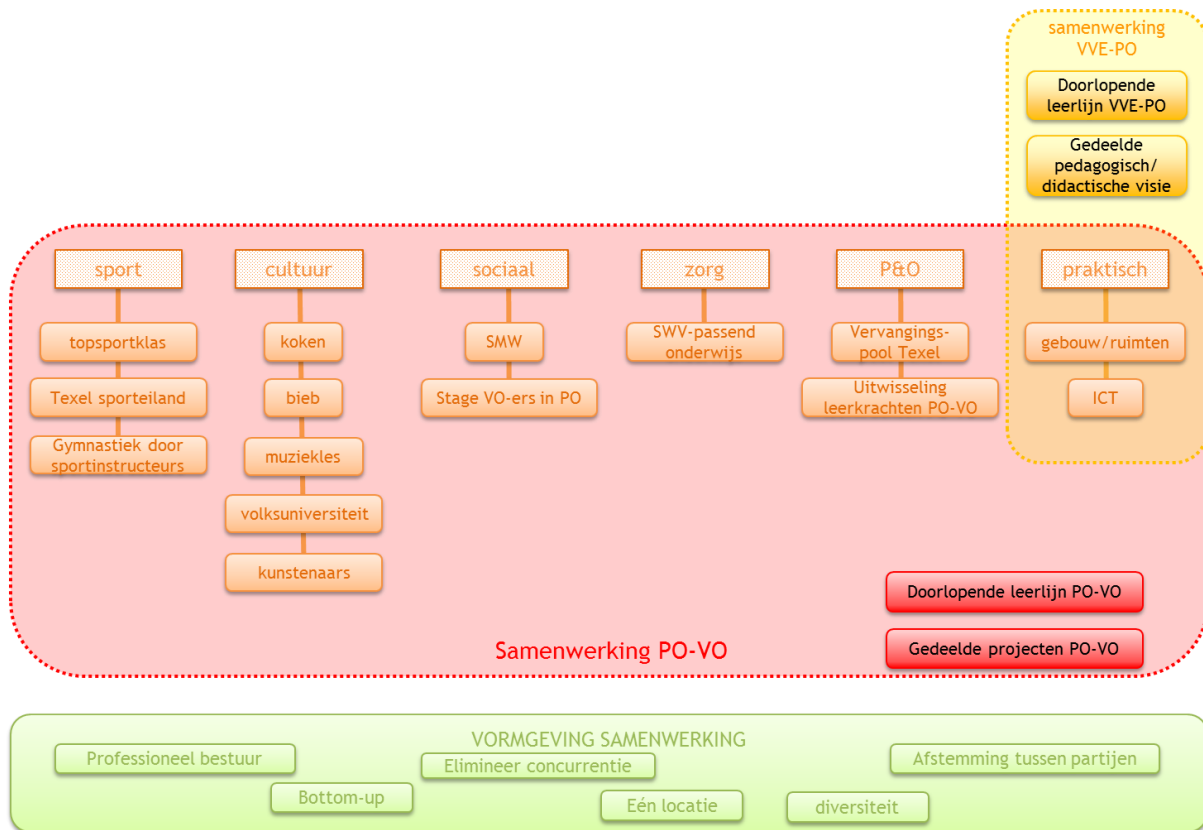 samenwerking
VVE-PO
Doorlopende
leerlijn VVE-PO
Gedeelde
pedagogisch/
didactische visie
sport
cultuur
sociaal
zorg
P&O
praktisch
topsportklas
koken
SMW
SWV-passend
onderwijs
Vervangings-
pool Texel
gebouw/ruimten
Texel sporteiland
bieb
Stage VO-ers in PO
Uitwisseling
leerkrachten PO-VO
ICT
Gymnastiek door
sportinstructeurs
muziekles
volksuniversiteit
kunstenaars
Doorlopende leerlijn PO-VO
Samenwerking PO-VO
Gedeelde projecten PO-VO
VORMGEVING SAMENWERKING
Professioneel bestuur
Elimineer concurrentie
Afstemming tussen partijen
Bottom-up
Eén locatie
diversiteit